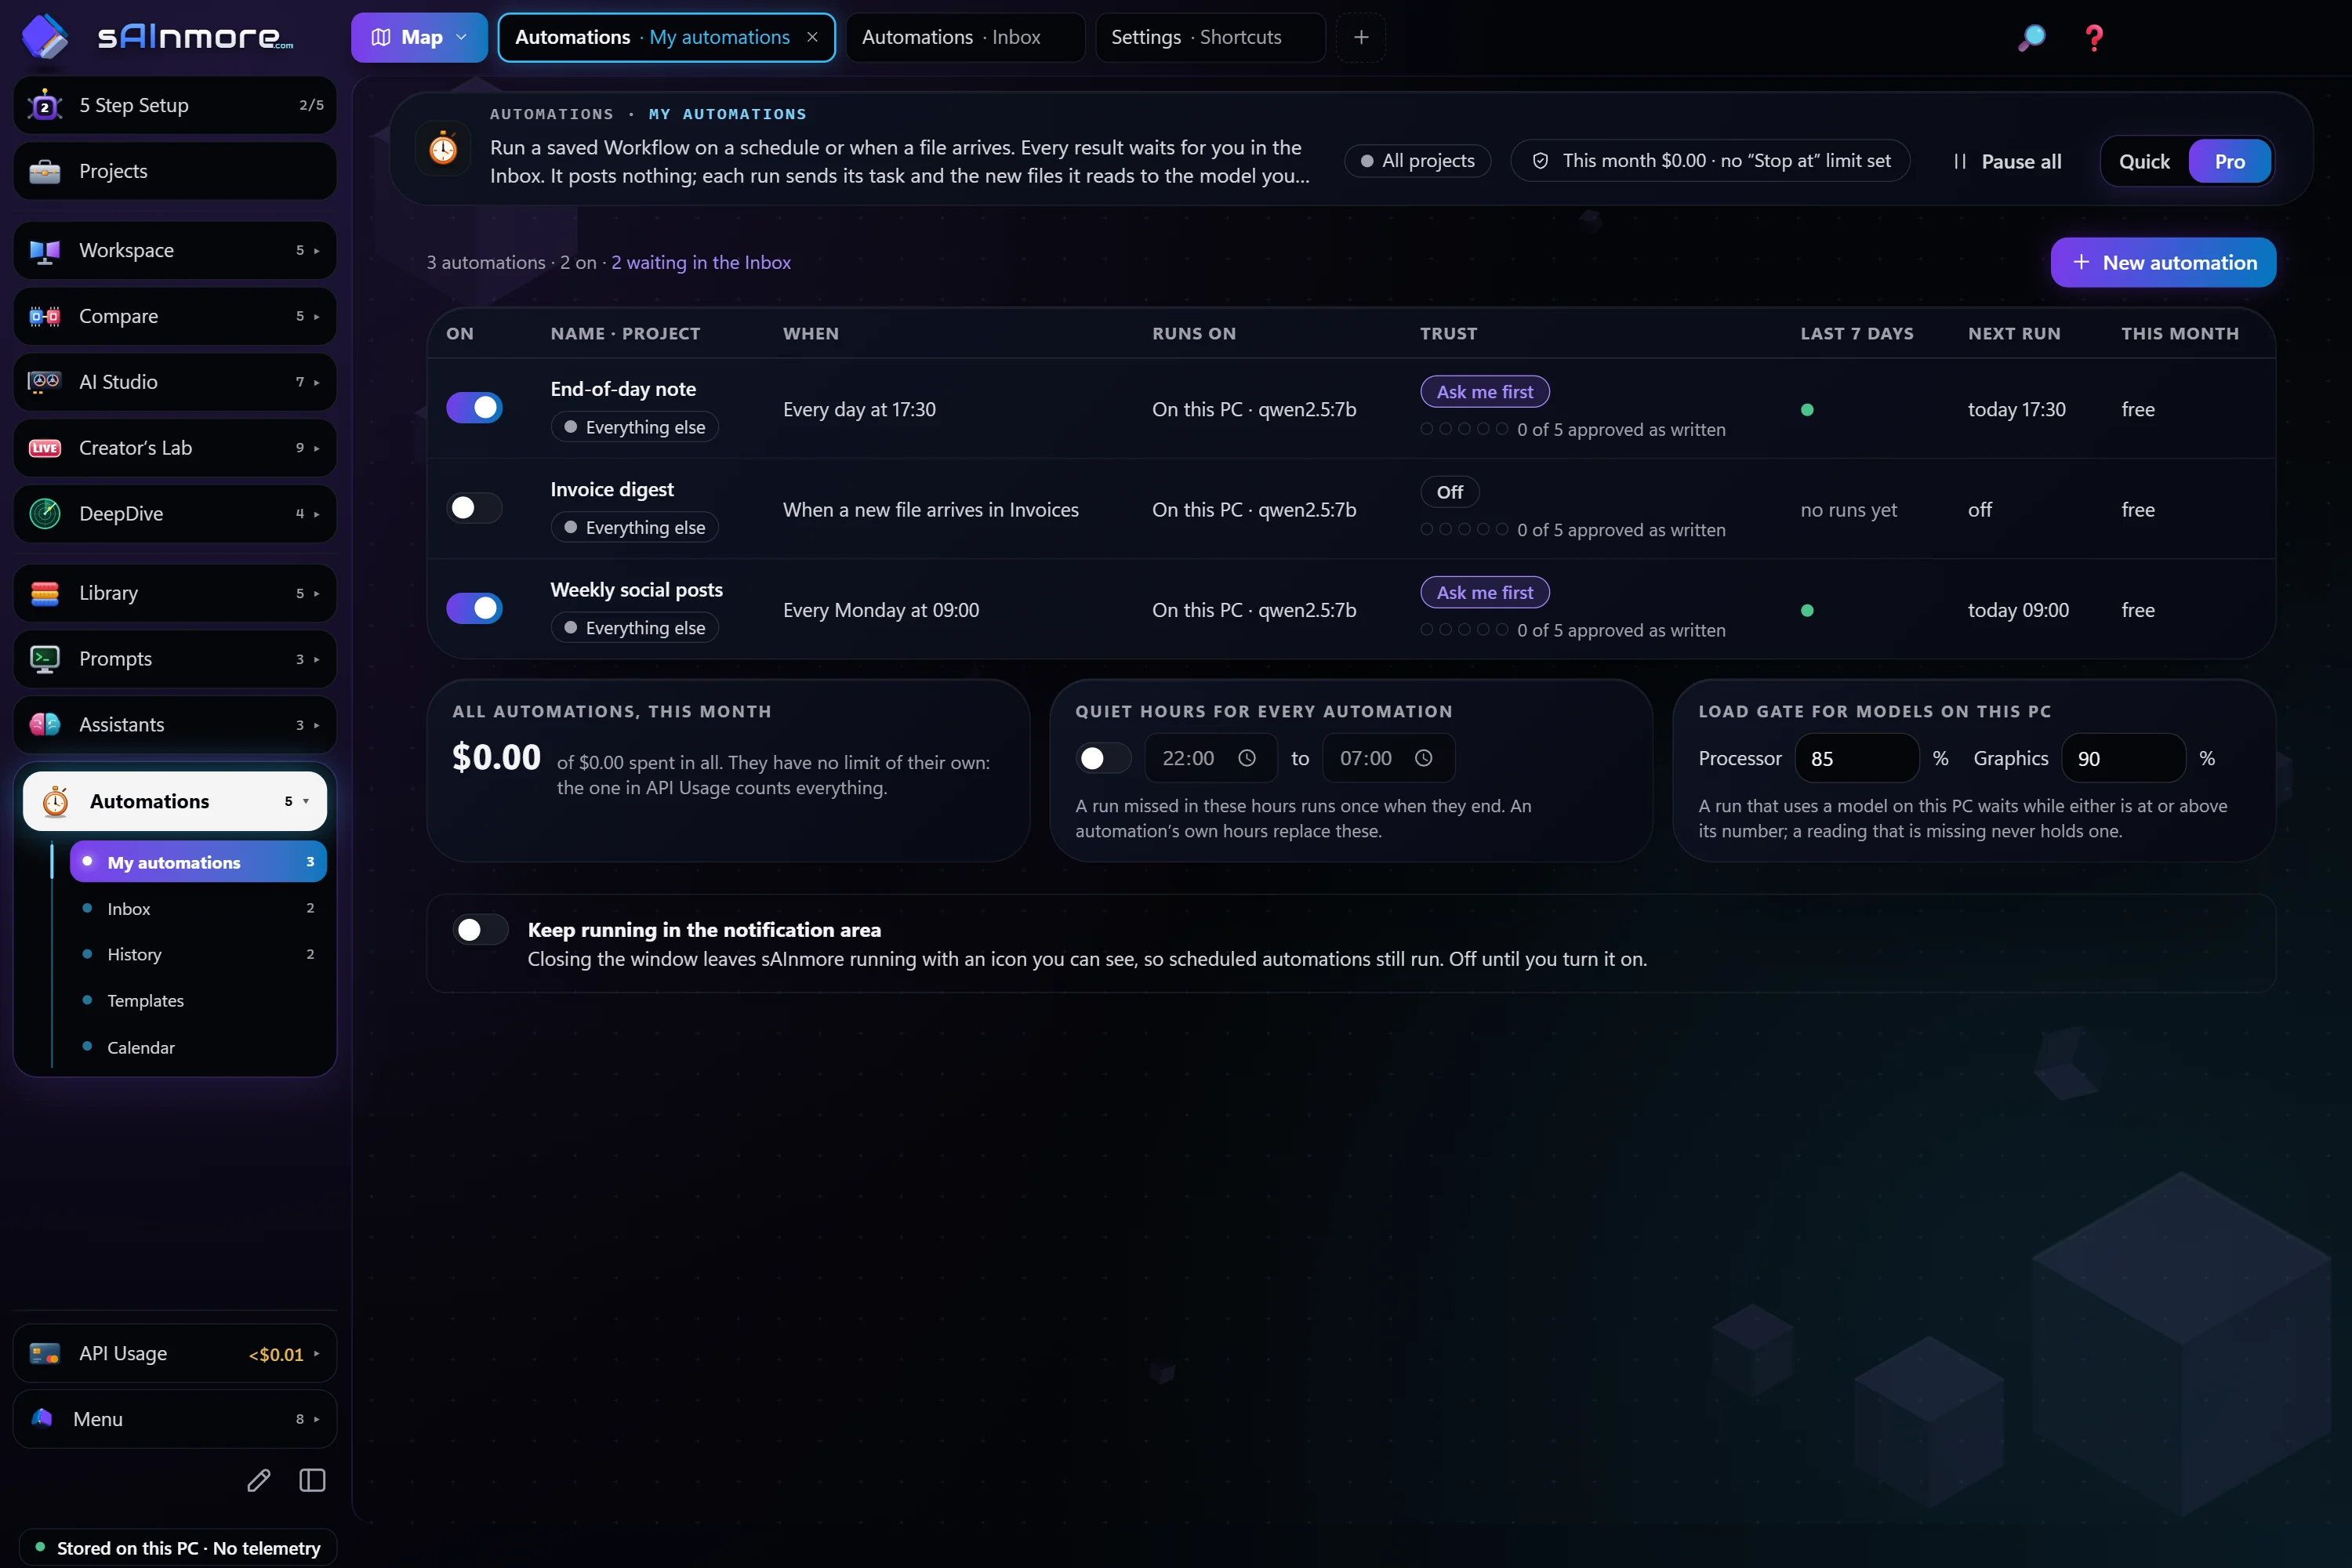 sAInmore.com
Map
Automations · My automations
Automations · Inbox
Settings · Shortcuts
5 Step Setup 2/5
Projects
Workspace 5
Compare 5
AI Studio 7
LIVE Creator's Lab 9
DeepDive 4
Library 5
Prompts 3
Assistants 3
Automations 5
My automations 3
Inbox 2
History 2
Templates
Calendar
API Usage <$0.01
Menu 8
Stored on this PC · No telemetry
AUTOMATIONS · MY AUTOMATIONS
Run a saved Workflow on a schedule or when a file arrives. Every result waits for you in the
Inbox. It posts nothing; each run sends its task and the new files it reads to the model you...
All projects
This month $0.00 · no “Stop at” limit set
Pause all
Quick Pro
3 automations · 2 on · 2 waiting in the Inbox
New automation
ON NAME · PROJECT WHEN RUNS ON TRUST LAST 7 DAYS NEXT RUN THIS MONTH
End-of-day note
Everything else
Every day at 17:30
On this PC · qwen2.5:7b
Ask me first
0 of 5 approved as written
today 17:30
free
Invoice digest
Everything else
When a new file arrives in Invoices
On this PC · qwen2.5:7b
Off
0 of 5 approved as written
no runs yet
off
free
Weekly social posts
Everything else
Every Monday at 09:00
On this PC · qwen2.5:7b
Ask me first
0 of 5 approved as written
today 09:00
free
ALL AUTOMATIONS, THIS MONTH
$0.00 of $0.00 spent in all. They have no limit of their own:
the one in API Usage counts everything.
QUIET HOURS FOR EVERY AUTOMATION
22:00 to 07:00
A run missed in these hours runs once when they end. An
automation’s own hours replace these.
LOAD GATE FOR MODELS ON THIS PC
Processor 85 % Graphics 90 %
A run that uses a model on this PC waits while either is at or above
its number; a reading that is missing never holds one.
Keep running in the notification area
Closing the window leaves sAInmore running with an icon you can see, so scheduled automations still run. Off until you turn it on.